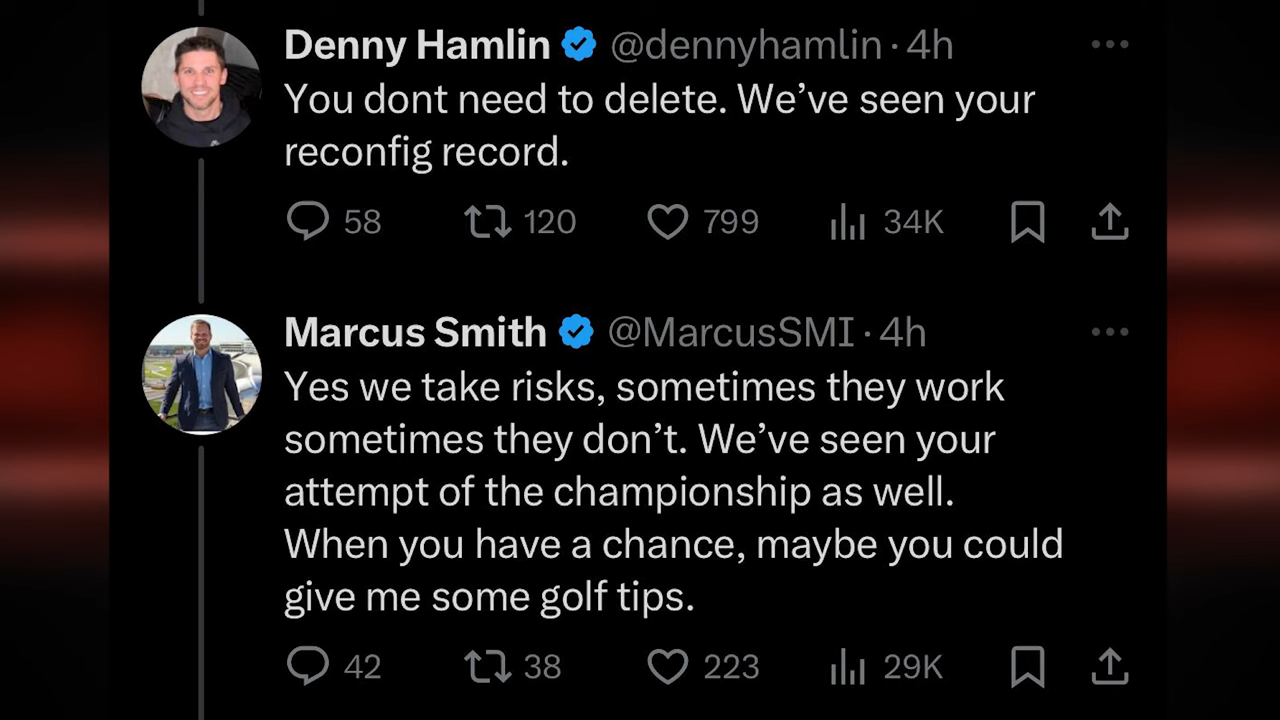 Denny Hamlin @dennyhamlin · 4h
You dont need to delete. We’ve seen your
reconfig record.
58 120 799 34K
Marcus Smith @MarcusSMI · 4h
Yes we take risks, sometimes they work
sometimes they don’t. We’ve seen your
attempt of the championship as well.
When you have a chance, maybe you could
give me some golf tips.
42 38 223 29K